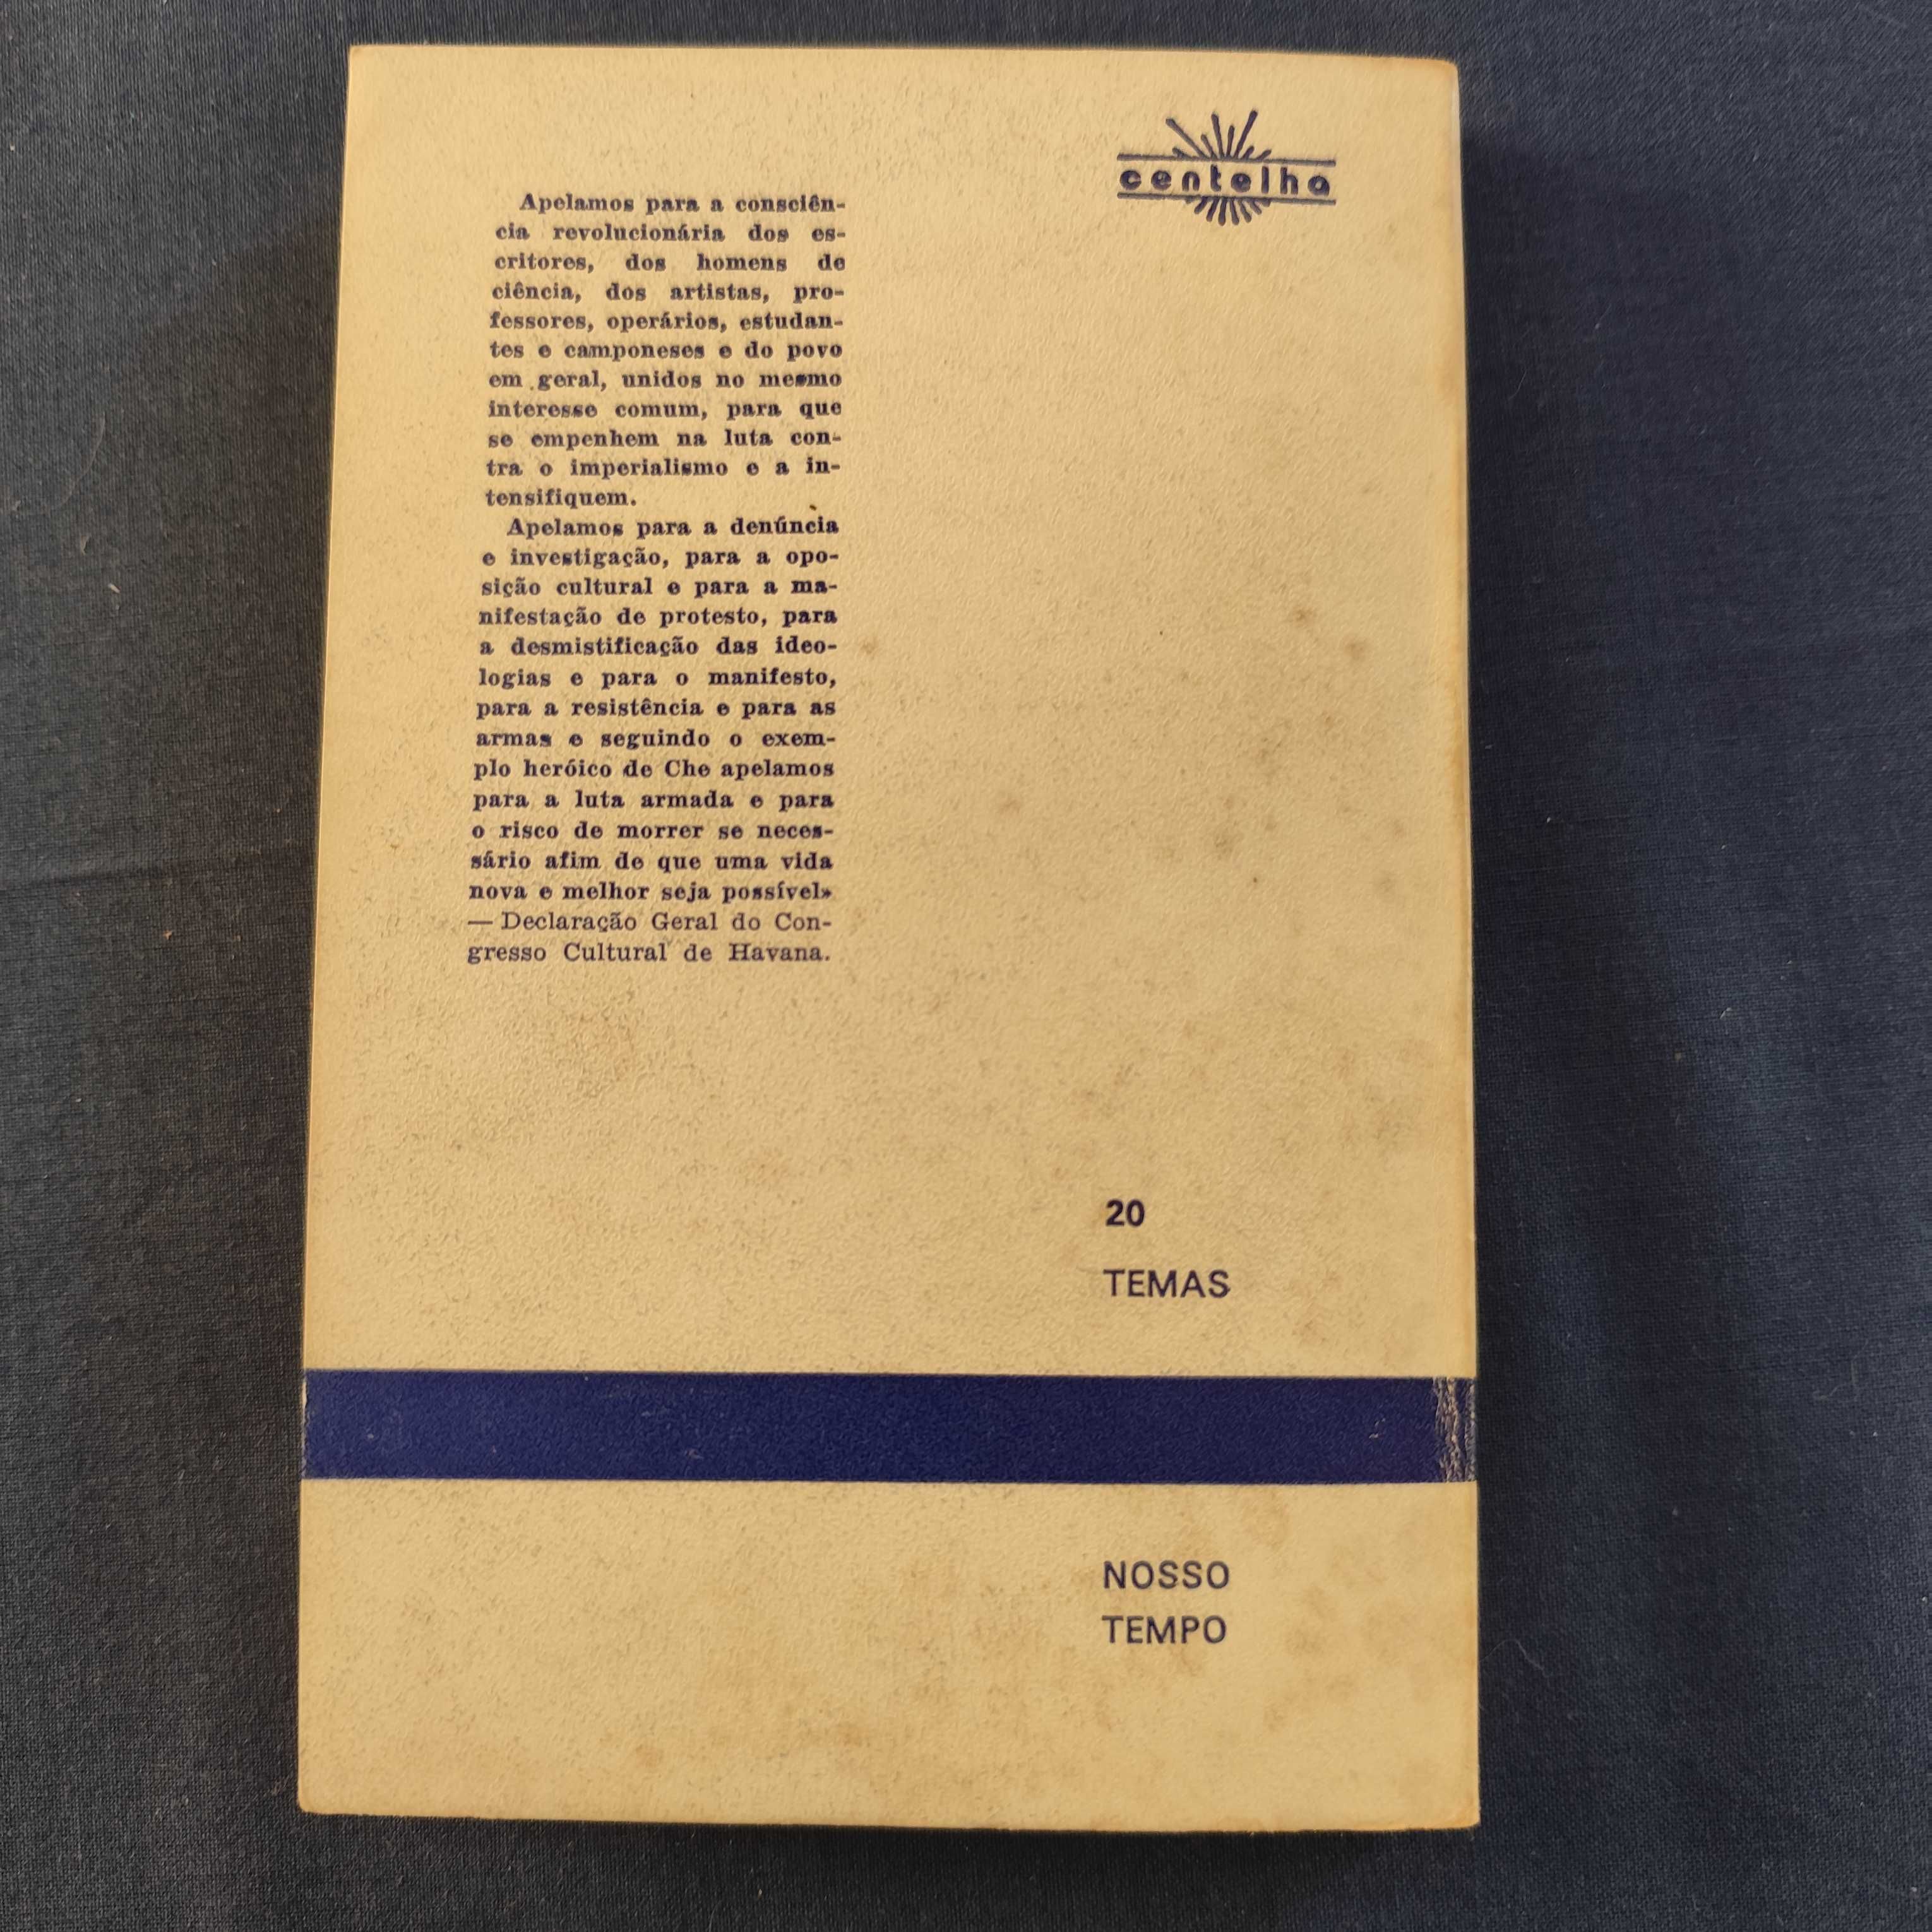 centelha
Apelamos para a consciên-
cia revolucionária dos es-
critores, dos homens de
ciência, dos artistas, pro-
fessores, operários, estudan-
tes e camponeses e do povo
em geral, unidos no mesmo
interesse comum, para que
se empenhem na luta con-
tra o imperialismo e a in-
tensifiquem.
Apelamos para a denúncia
e investigação, para a opo-
sição cultural e para a ma-
nifestação de protesto, para
a desmistificação das ideo-
logias e para o manifesto,
para a resistência e para as
armas e seguindo o exem-
plo heróico de Che apelamos
para a luta armada e para
o risco de morrer se neces-
sário afim de que uma vida
nova e melhor seja possível»
— Declaração Geral do Con-
gresso Cultural de Havana.
20
TEMAS
NOSSO
TEMPO